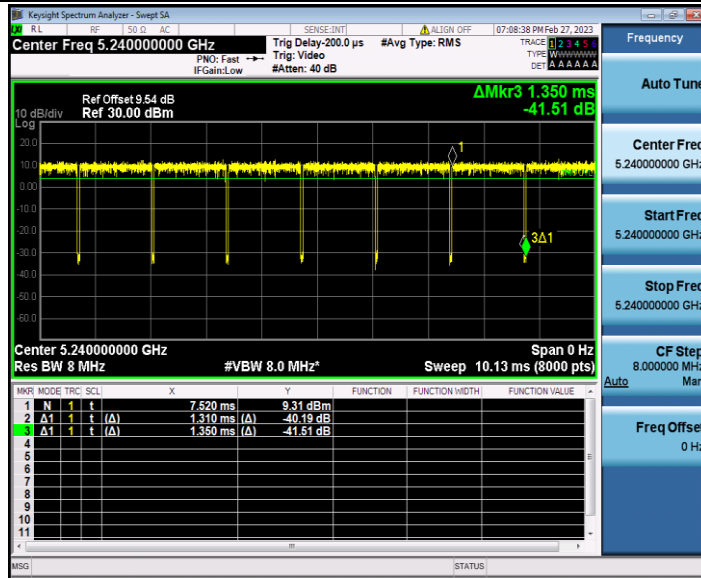 Keysight Spectrum Analyzer - Swept SA
RL RF 50 Ω AC SENSE:INT ALIGN OFF 07:08:38 PM Feb 27, 2023
Center Freq 5.240000000 GHz
Trig Delay-200.0 µs #Avg Type: RMS
TRACE 1 2 3 4 5 6
PNO: Fast Trig: Video
TYPE
IFGain:Low #Atten: 40 dB
DET A A A A A A
Frequency
Auto Tune
Center Freq
5.240000000 GHz
Start Freq
5.240000000 GHz
Stop Freq
5.240000000 GHz
CF Step
8.000000 MHz
Auto Man
Freq Offset
0 Hz
ΔMkr3 1.350 ms
-41.51 dB
Ref Offset 9.54 dB
10 dB/div Ref 30.00 dBm
Log
20.0
10.0
0.00
-10.0
-20.0
-30.0
-40.0
-50.0
-60.0
1
3Δ1
Center 5.240000000 GHz Span 0 Hz
Res BW 8 MHz #VBW 8.0 MHz* Sweep 10.13 ms (8000 pts)
MKR MODE TRC SCL X Y FUNCTION FUNCTION WIDTH FUNCTION VALUE
1 N 1 t 7.520 ms 9.31 dBm
2 Δ1 1 t (Δ) 1.310 ms (Δ) -40.19 dB
3 Δ1 1 t (Δ) 1.350 ms (Δ) -41.51 dB
4
5
6
7
8
9
10
11
MSG STATUS